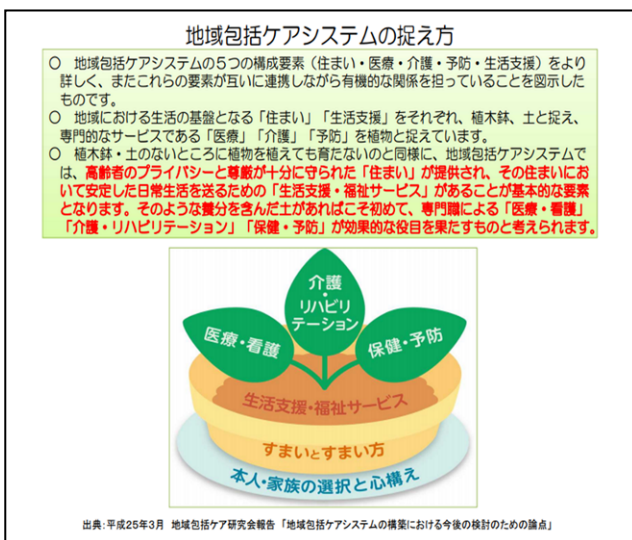 地域包括ケアシステムの捉え方
○　地域包括ケアシステムの５つの構成要素（住まい・医療・介護・予防・生活支援）をより
詳しく、またこれらの要素が互いに連携しながら有機的な関係を担っていることを図示した
ものです。
○　地域における生活の基盤となる「住まい」「生活支援」をそれぞれ、植木鉢、土と捉え、
専門的なサービスである「医療」「介護」「予防」を植物と捉えています。
○　植木鉢・土のないところに植物を植えても育たないのと同様に、地域包括ケアシステムで
は、高齢者のプライバシーと尊厳が十分に守られた「住まい」が提供され、その住まいにお
いて安定した日常生活を送るための「生活支援・福祉サービス」があることが基本的な要素
となります。そのような養分を含んだ土があればこそ初めて、専門職による「医療・看護」
「介護・リハビリテーション」「保健・予防」が効果的な役目を果たすものと考えられます。
介護
・
リハビリ
テーション
医療・看護
保健・予防
生活支援・福祉サービス
すまいとすまい方
本人・家族の選択と心構え
出典：平成25年3月　地域包括ケア研究会報告「地域包括ケアシステムの構築における今後の検討のための論点」